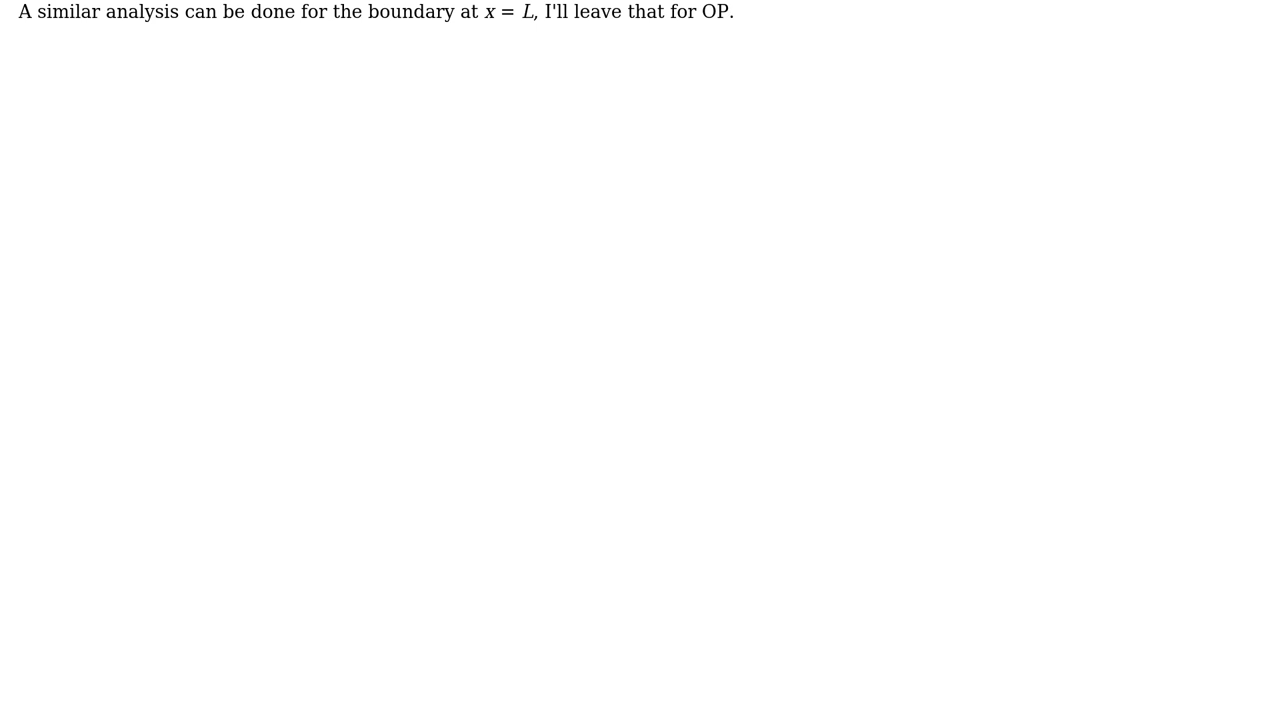 A similar analysis can be done for the boundary at x = L, I'll leave that for OP.